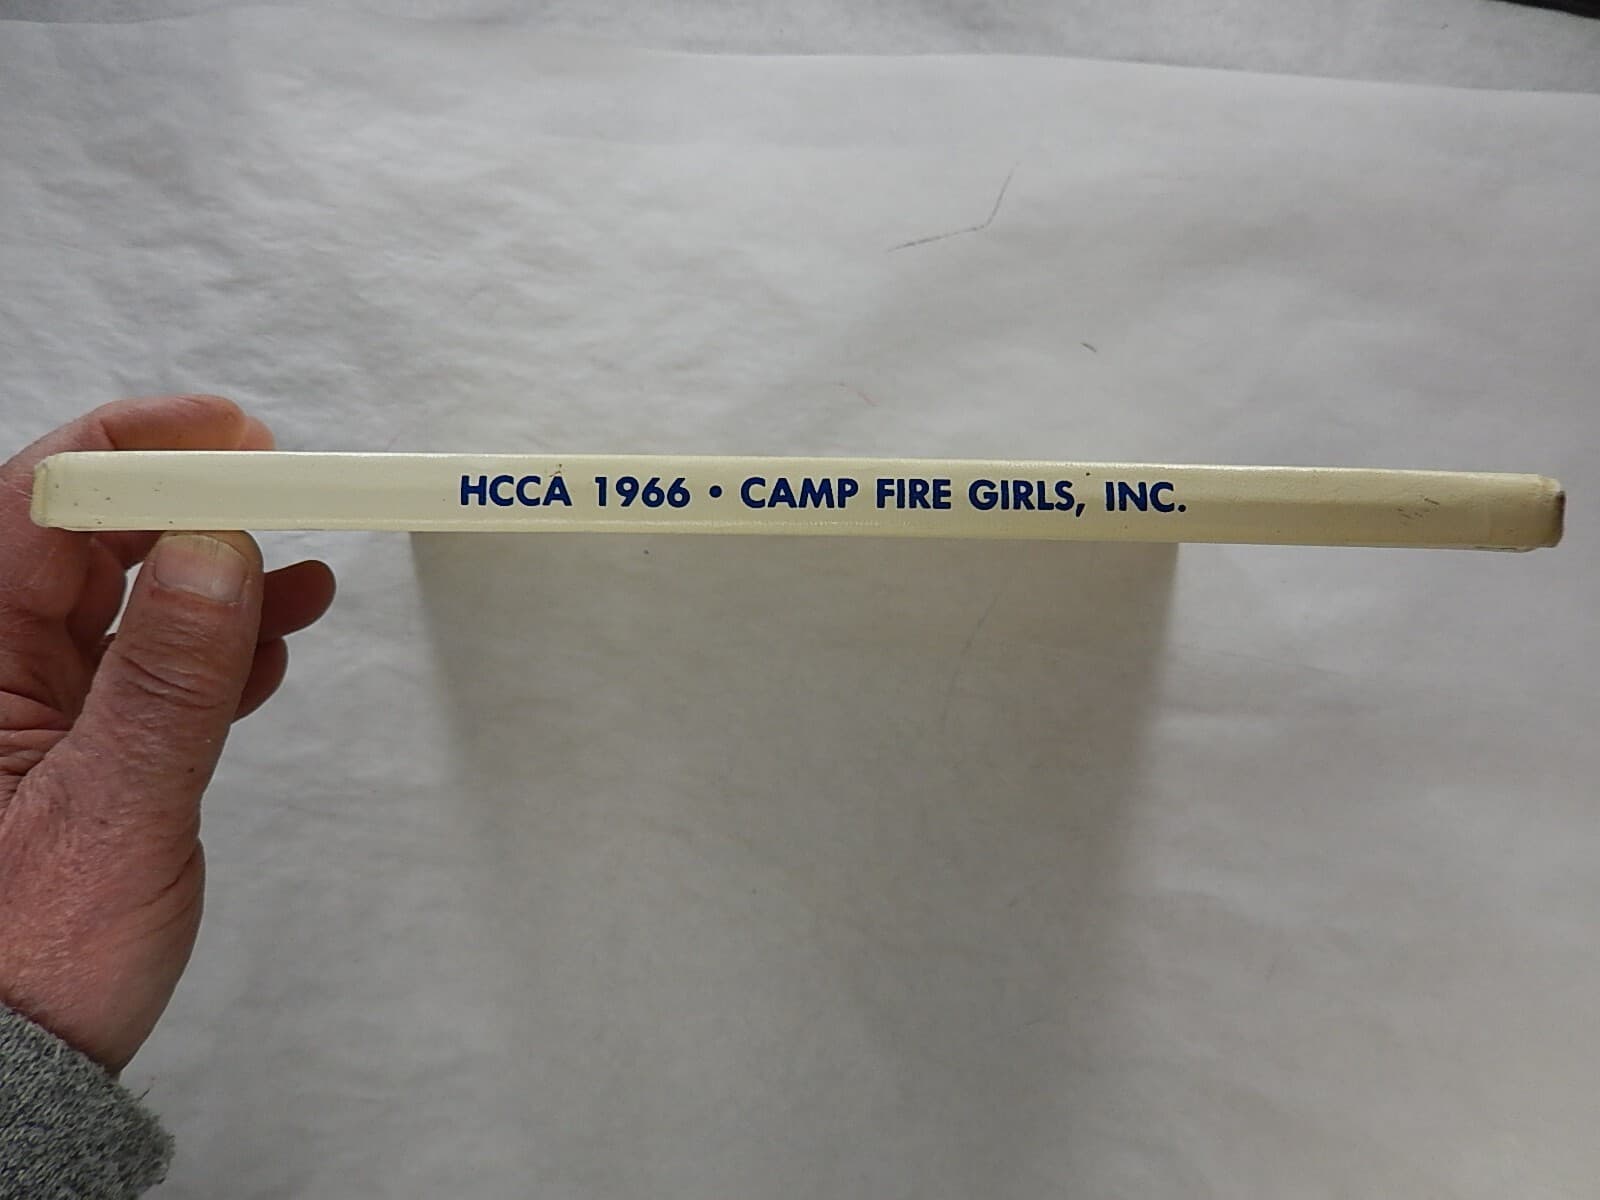 HCCA 1966 • CAMP FIRE GIRLS, INC.